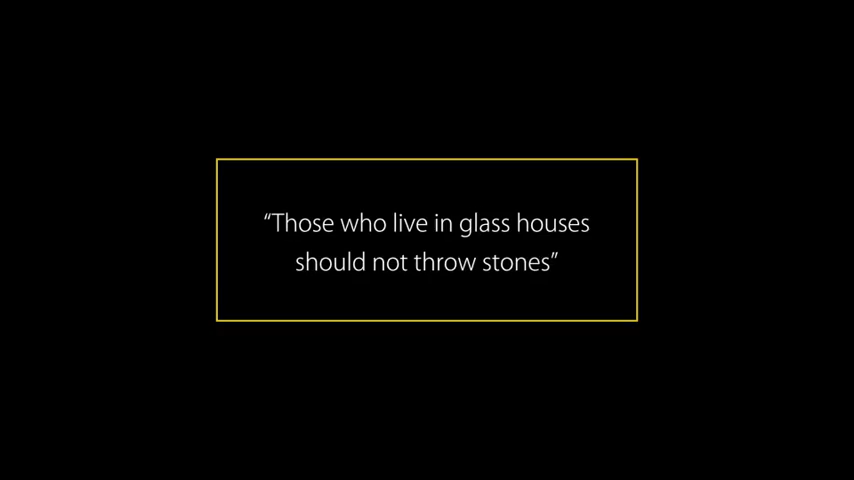 “Those who live in glass houses
should not throw stones”